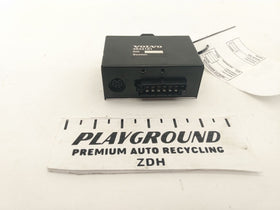 VOLVO
PLAYGROUND
PREMIUM AUTO RECYCLING
ZDH